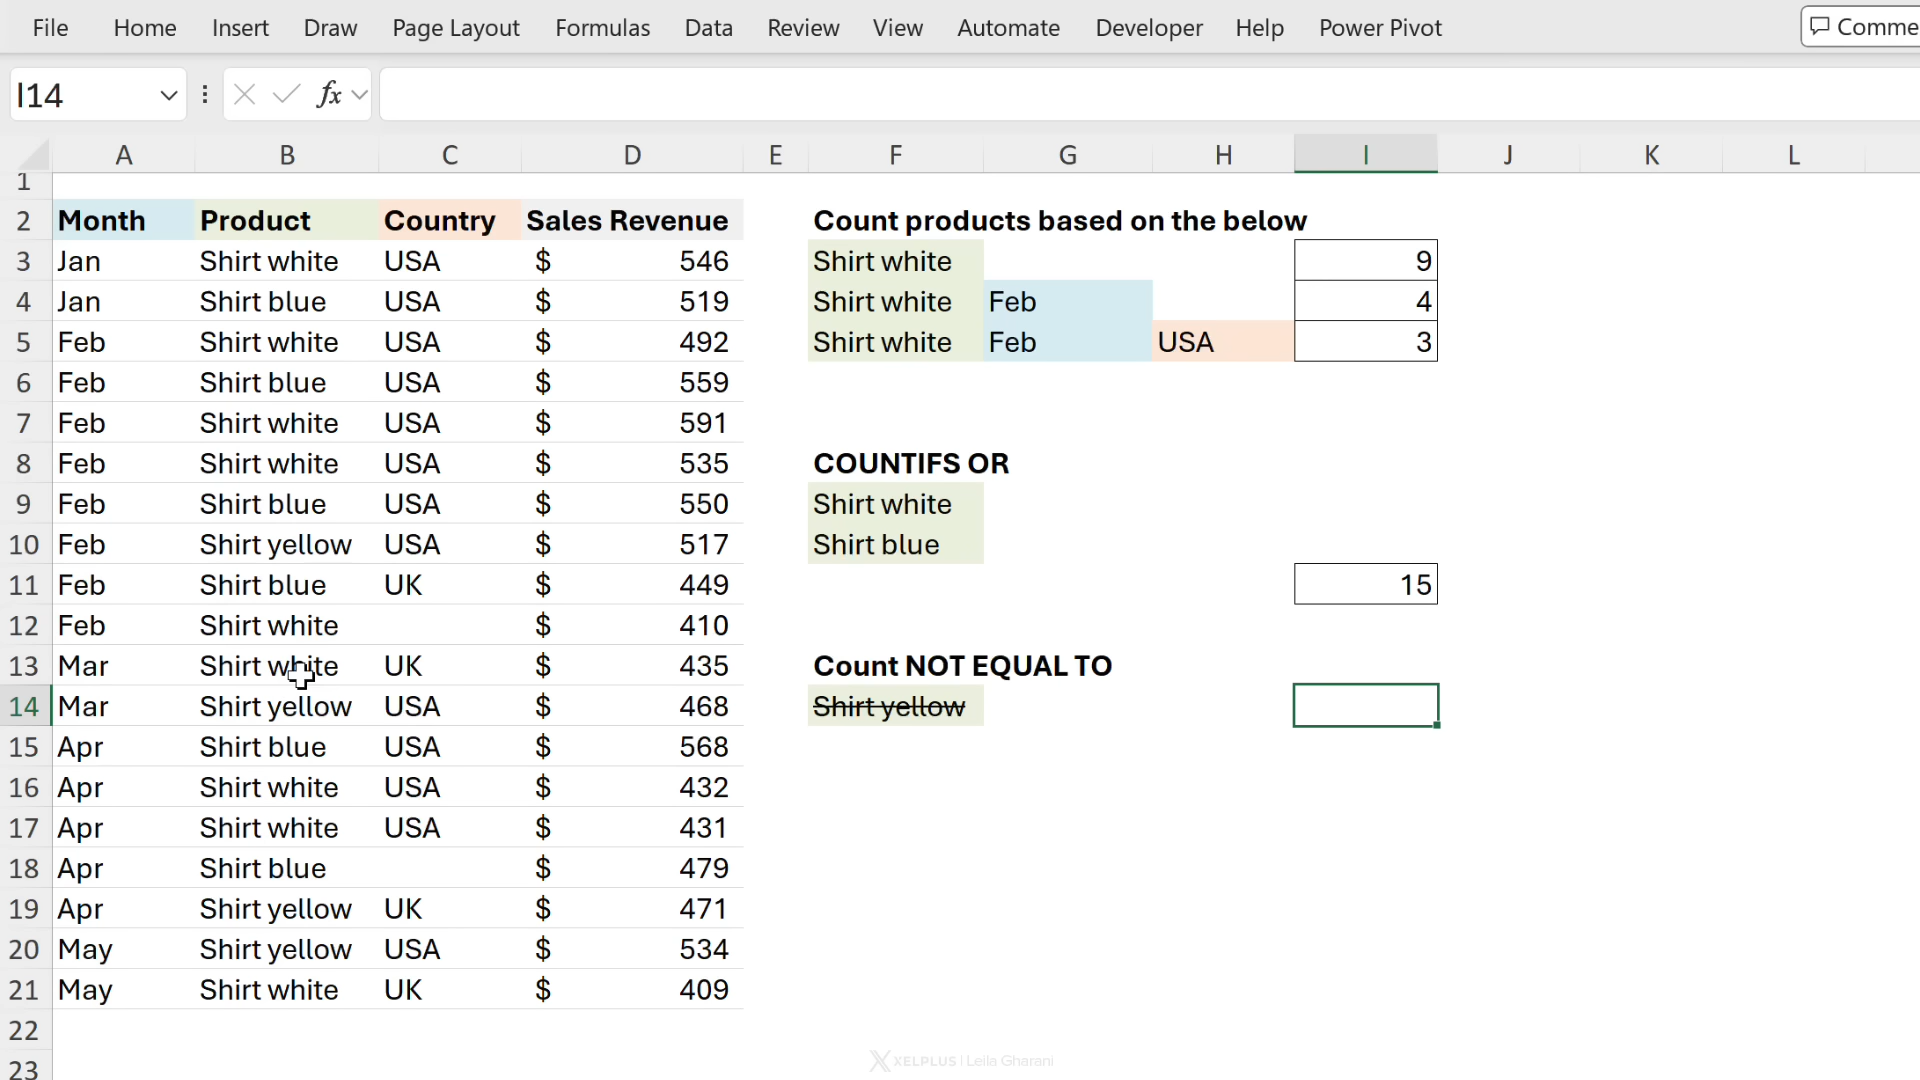 File Home Insert Draw Page Layout Formulas Data Review View Automate Developer Help Power Pivot Comme
I14 fx
A B C D E F G H I J K L
1
2 Month Product Country Sales Revenue Count products based on the below
3 Jan Shirt white USA $ 546 Shirt white 9
4 Jan Shirt blue USA $ 519 Shirt white Feb 4
5 Feb Shirt white USA $ 492 Shirt white Feb USA 3
6 Feb Shirt blue USA $ 559
7 Feb Shirt white USA $ 591
8 Feb Shirt white USA $ 535 COUNTIFS OR
9 Feb Shirt blue USA $ 550 Shirt white
10 Feb Shirt yellow USA $ 517 Shirt blue
11 Feb Shirt blue UK $ 449 15
12 Feb Shirt white $ 410
13 Mar Shirt white UK $ 435 Count NOT EQUAL TO
14 Mar Shirt yellow USA $ 468 Shirt yellow
15 Apr Shirt blue USA $ 568
16 Apr Shirt white USA $ 432
17 Apr Shirt white USA $ 431
18 Apr Shirt blue $ 479
19 Apr Shirt yellow UK $ 471
20 May Shirt yellow USA $ 534
21 May Shirt white UK $ 409
22
23
XELPLUS | Leila Gharani